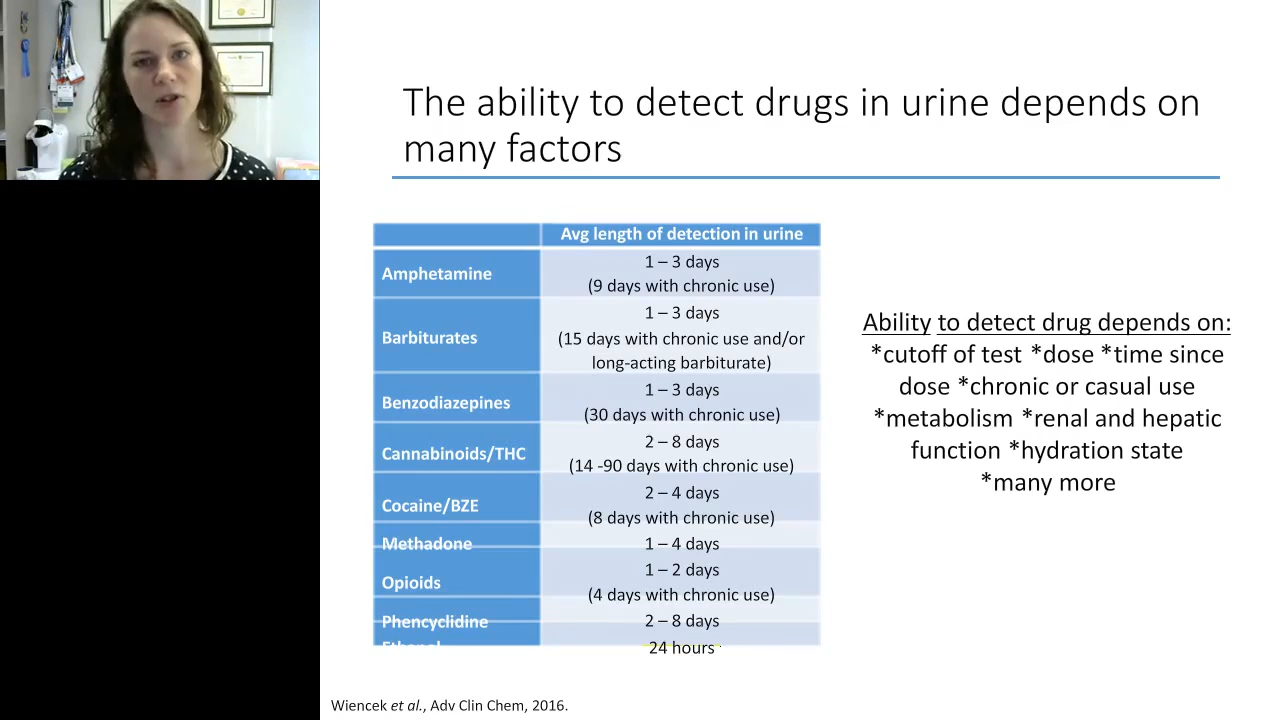 The ability to detect drugs in urine depends on
many factors
Avg length of detection in urine
Amphetamine
1 – 3 days
(9 days with chronic use)
Barbiturates
1 – 3 days
(15 days with chronic use and/or
long-acting barbiturate)
Benzodiazepines
1 – 3 days
(30 days with chronic use)
Cannabinoids/THC
2 – 8 days
(14 -90 days with chronic use)
Cocaine/BZE
2 – 4 days
(8 days with chronic use)
Methadone
1 – 4 days
Opioids
1 – 2 days
(4 days with chronic use)
Phencyclidine
2 – 8 days
Ethanol
24 hours
Ability to detect drug depends on:
*cutoff of test *dose *time since
dose *chronic or casual use
*metabolism *renal and hepatic
function *hydration state
*many more
Wiencek et al., Adv Clin Chem, 2016.